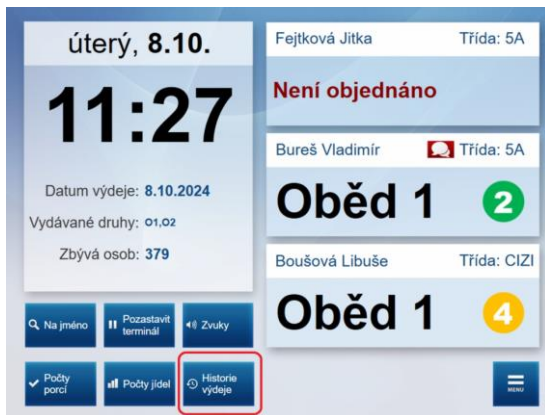 úterý, 8.10.
11:27
Datum výdeje: 8.10.2024
Vydávané druhy: O1,O2
Zbývá osob: 379
Na jméno
Pozastavit
terminál
Zvuky
Počty
porcí
Počty jídel
Historie
výdeje
Fejtková Jitka Třída: 5A
Není objednáno
Bureš Vladimír Třída: 5A
Oběd 1 2
Boušová Libuše Třída: CIZI
Oběd 1 4
MENU